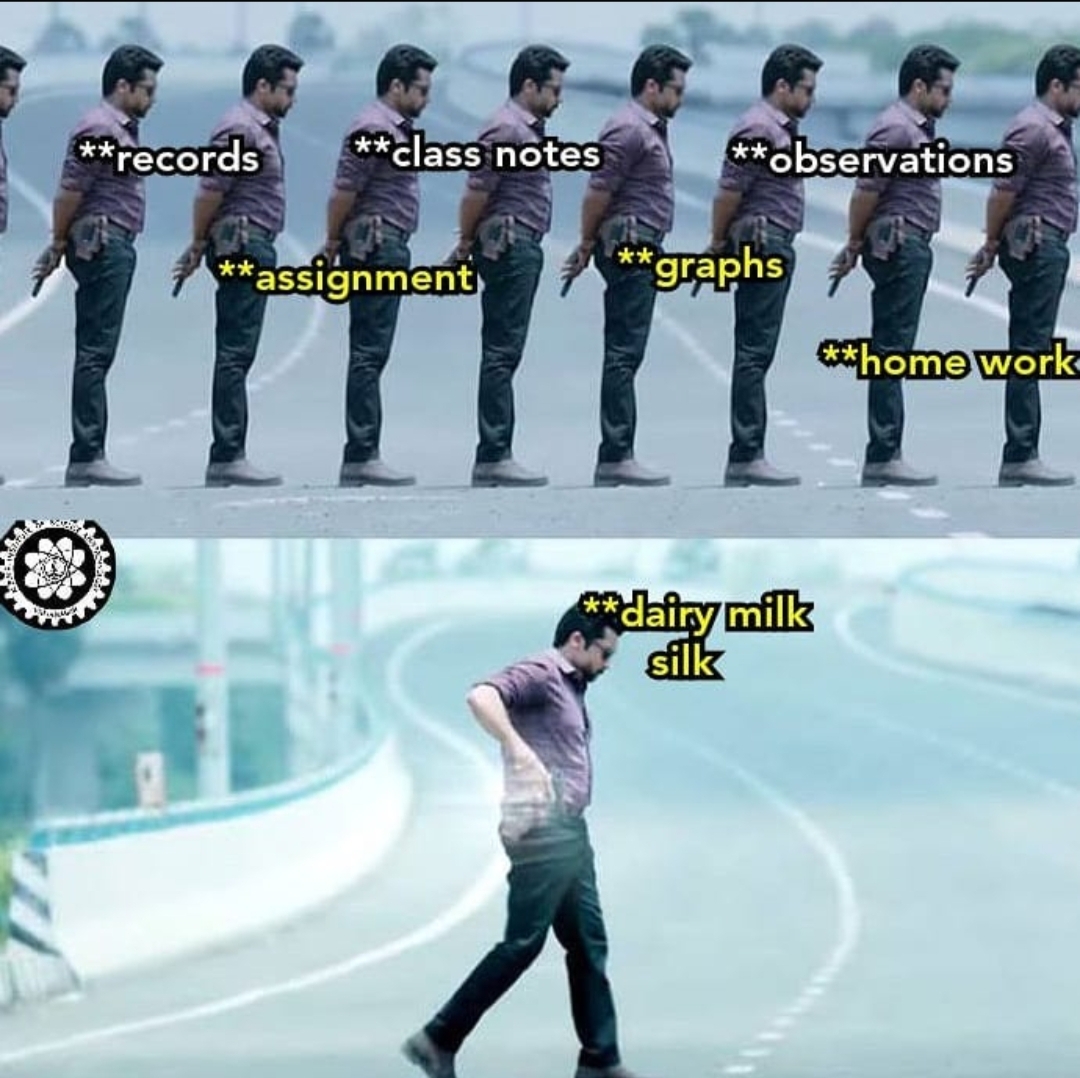 **records
**class notes
**observations
**assignment
**graphs
**home work
**dairy milk
silk